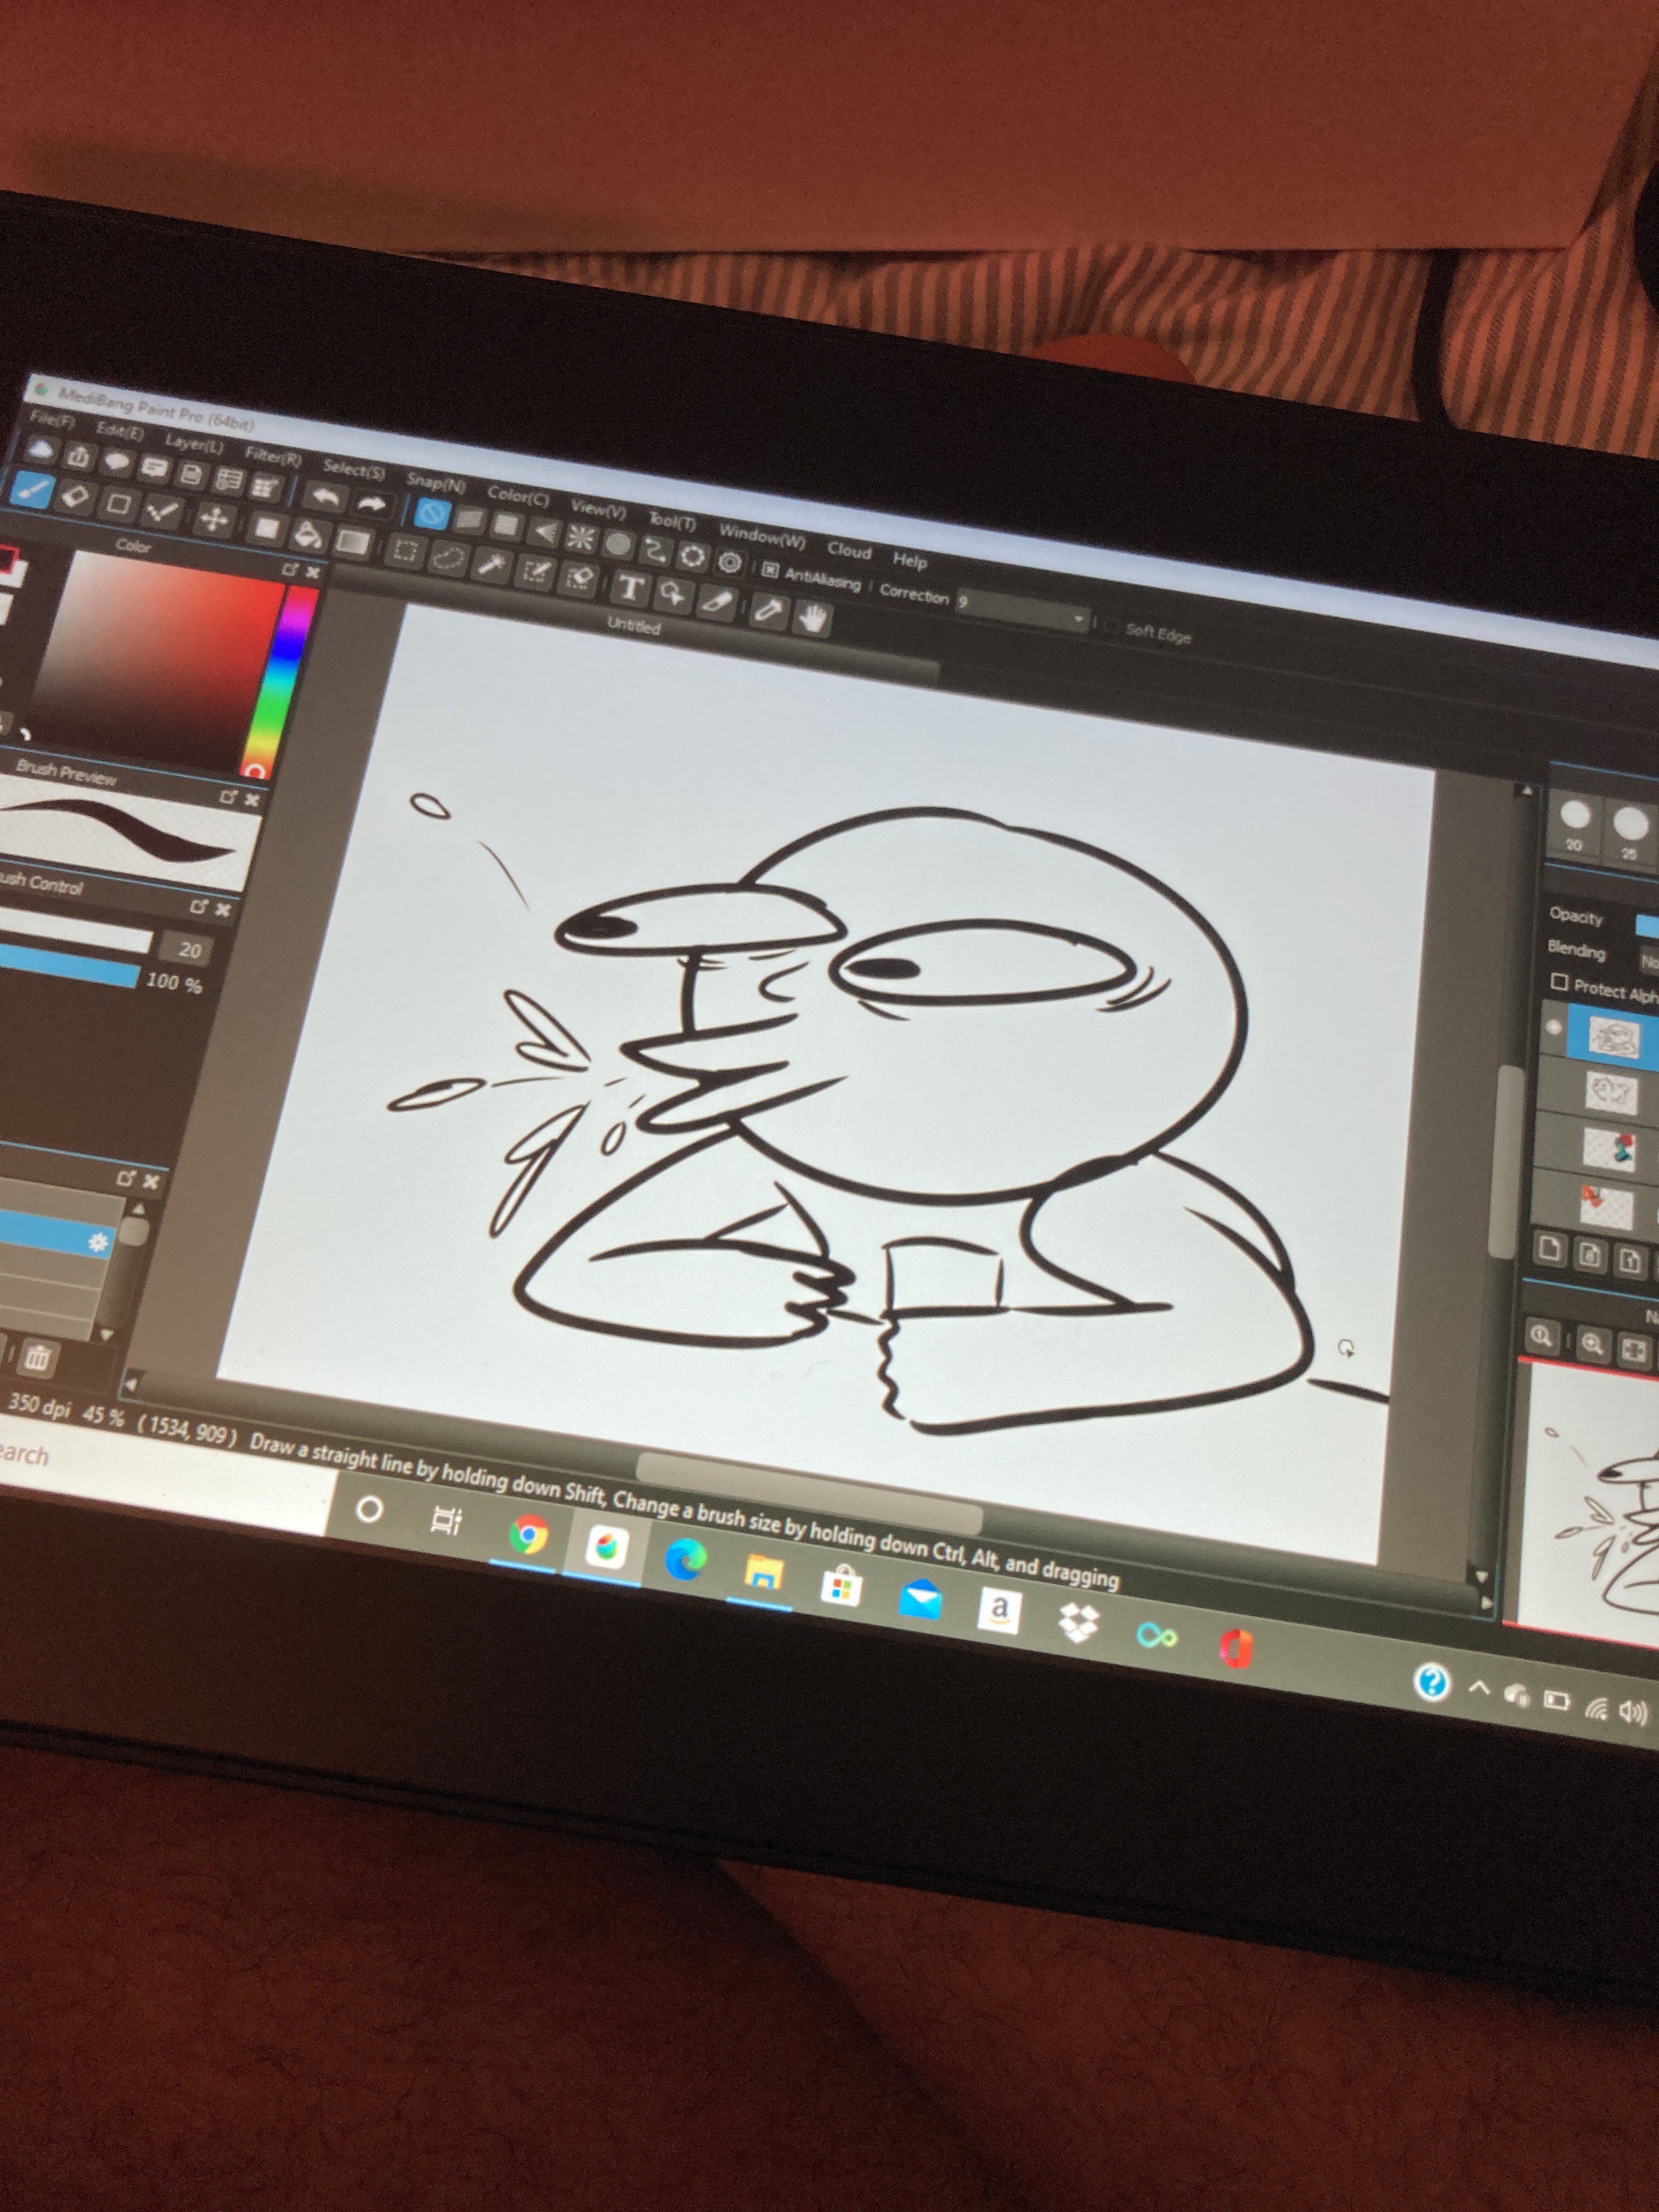 MediBang Paint Pro (64bit)
File(F) Edit(E) Layer(L) Filter(R) Select(S) Snap(N) Color(C) View(V) Tool(T) Window(W) Cloud Help
AntiAliasing Correction 9 Soft Edge
Color
Untitled
Brush Preview
ush Control
20
100 %
20 25
Opacity
Blending No
Protect Alph
N
350 dpi 45 % ( 1534, 909 ) Draw a straight line by holding down Shift, Change a brush size by holding down Ctrl, Alt, and dragging
earch